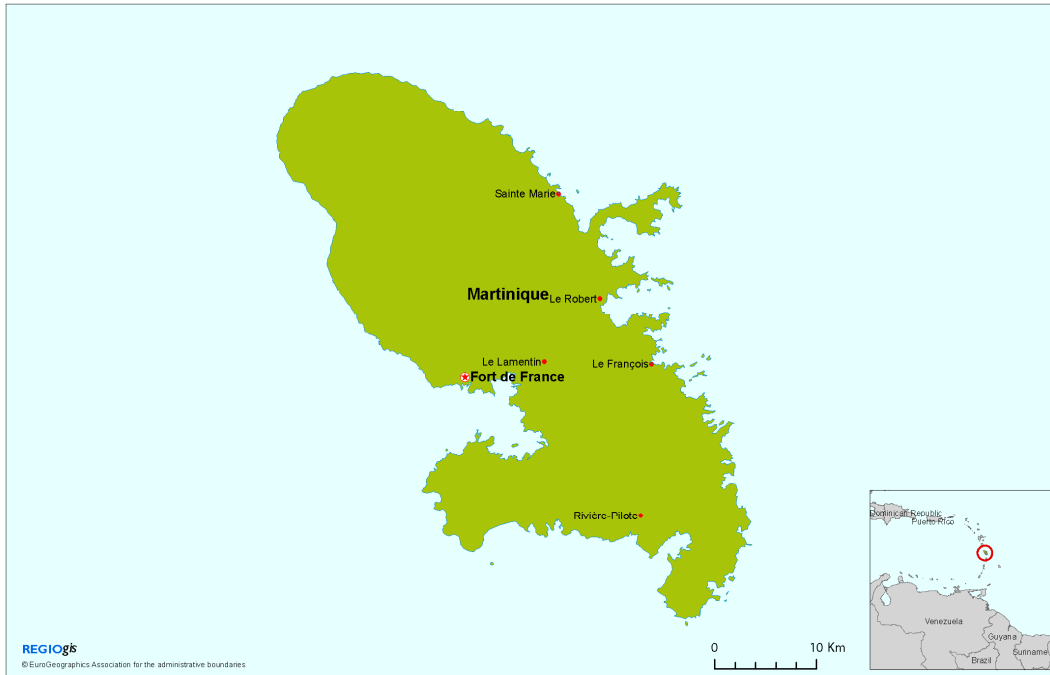 Sainte Marie
Martinique
Le Robert
Le Lamentin
Le François
Fort de France
Rivière-Pilote
Dominican Republic
Puerto Rico
Venezuela
Guyana
Suriname
Brazil
0 10 Km
REGIOgis
© EuroGeographics Association for the administrative boundaries